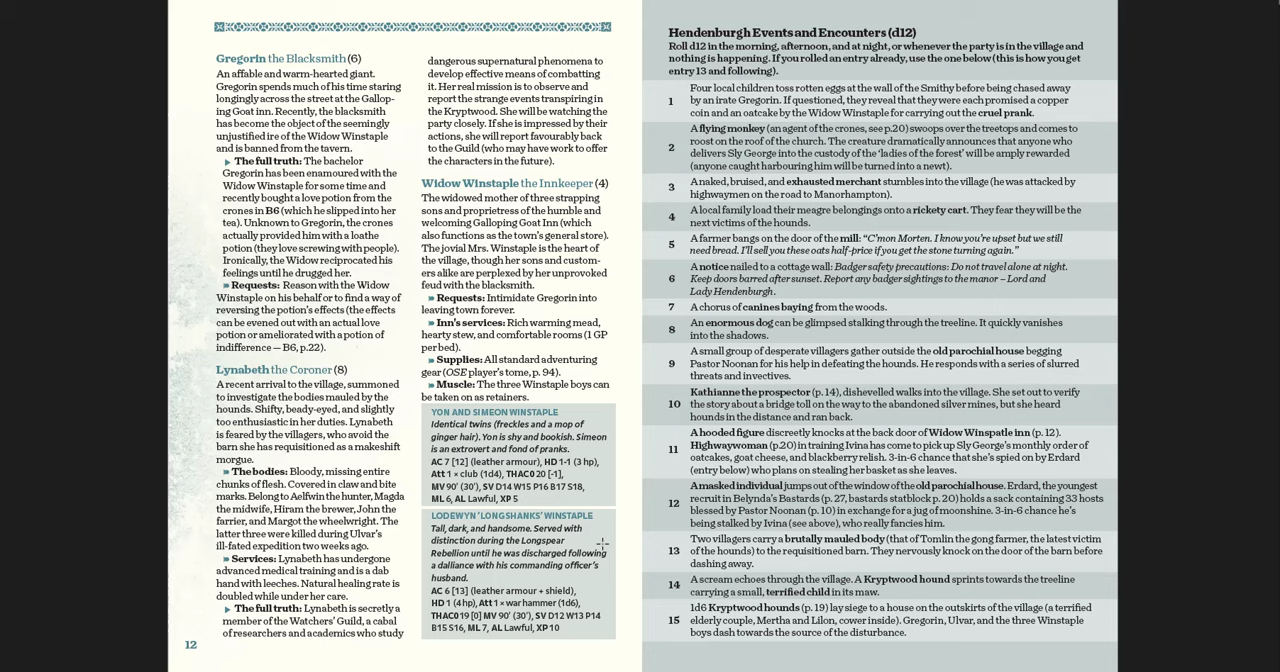 Gregorin the Blacksmith (6)
An affable and warm-hearted giant.
Gregorin spends much of his time staring
longingly across the street at the Gallop-
ing Goat inn. Recently, the blacksmith
has become the object of the seemingly
unjustified ire of the Widow Winstaple
and is banned from the tavern.
▶ The full truth: The bachelor
Gregorin has been enamoured with the
Widow Winstaple for some time and
recently bought a love potion from the
crones in B6 (which he slipped into her
tea). Unknown to Gregorin, the crones
actually provided him with a loathe
potion (they love screwing with people).
Ironically, the Widow reciprocated his
feelings until he drugged her.
» Requests: Reason with the Widow
Winstaple on his behalf or to find a way of
reversing the potion's effects (the effects
can be evened out with an actual love
potion or ameliorated with a potion of
indifference — B6, p.22).
Lynabeth the Coroner (8)
A recent arrival to the village, summoned
to investigate the bodies mauled by the
hounds. Shifty, beady-eyed, and slightly
too enthusiastic in her duties. Lynabeth
is feared by the villagers, who avoid the
barn she has requisitioned as a makeshift
morgue.
» The bodies: Bloody, missing entire
chunks of flesh. Covered in claw and bite
marks. Belong to Aelfwin the hunter, Magda
the midwife, Hiram the brewer, John the
farrier, and Margot the wheelwright. The
latter three were killed during Ulvar's
ill-fated expedition two weeks ago.
» Services: Lynabeth has undergone
advanced medical training and is a dab
hand with leeches. Natural healing rate is
doubled while under her care.
▶ The full truth: Lynabeth is secretly a
member of the Watchers' Guild, a cabal
of researchers and academics who study
12
dangerous supernatural phenomena to
develop effective means of combatting
it. Her real mission is to observe and
report the strange events transpiring in
the Kryptwood. She will be watching the
party closely. If she is impressed by their
actions, she will report favourably back
to the Guild (who may have work to offer
the characters in the future).
Widow Winstaple the Innkeeper (4)
The widowed mother of three strapping
sons and proprietress of the humble and
welcoming Galloping Goat Inn (which
also functions as the town's general store).
The jovial Mrs. Winstaple is the heart of
the village, though her sons and custom-
ers alike are perplexed by her unprovoked
feud with the blacksmith.
» Requests: Intimidate Gregorin into
leaving town forever.
» Inn's services: Rich warming mead,
hearty stew, and comfortable rooms (1 GP
per bed).
» Supplies: All standard adventuring
gear (OSE player's tome, p. 94).
» Muscle: The three Winstaple boys can
be taken on as retainers.
YON AND SIMEON WINSTAPLE
Identical twins (freckles and a mop of
ginger hair). Yon is shy and bookish. Simeon
is an extrovert and fond of pranks.
AC 7 [12] (leather armour), HD 1-1 (3 hp),
Att 1 × club (1d4), THAC0 20 [-1],
MV 90' (30'), SV D14 W15 P16 B17 S18,
ML 6, AL Lawful, XP 5
LODEWYN 'LONGSHANKS' WINSTAPLE
Tall, dark, and handsome. Served with
distinction during the Longspear
Rebellion until he was discharged following
a dalliance with his commanding officer's
husband.
AC 6 [13] (leather armour + shield),
HD 1 (4hp), Att 1 × war hammer (1d6),
THAC0 19 [0] MV 90' (30'), SV D12 W13 P14
B15 S16, ML 7, AL Lawful, XP 10
Hendenburgh Events and Encounters (d12)
Roll d12 in the morning, afternoon, and at night, or whenever the party is in the village and
nothing is happening. If you rolled an entry already, use the one below (this is how you get
entry 13 and following).
1 Four local children toss rotten eggs at the wall of the Smithy before being chased away
by an irate Gregorin. If questioned, they reveal that they were each promised a copper
coin and an oatcake by the Widow Winstaple for carrying out the cruel prank.
2 A flying monkey (an agent of the crones, see p.20) swoops over the treetops and comes to
roost on the roof of the church. The creature dramatically announces that anyone who
delivers Sly George into the custody of the 'ladies of the forest' will be amply rewarded
(anyone caught harbouring him will be turned into a newt).
3 A naked, bruised, and exhausted merchant stumbles into the village (he was attacked by
highwaymen on the road to Manorhampton).
4 A local family load their meagre belongings onto a rickety cart. They fear they will be the
next victims of the hounds.
5 A farmer bangs on the door of the mill: "C'mon Morten. I know you're upset but we still
need bread. I'll sell you these oats half-price if you get the stone turning again."
6 A notice nailed to a cottage wall: Badger safety precautions: Do not travel alone at night.
Keep doors barred after sunset. Report any badger sightings to the manor – Lord and
Lady Hendenburgh.
7 A chorus of canines baying from the woods.
8 An enormous dog can be glimpsed stalking through the treeline. It quickly vanishes
into the shadows.
9 A small group of desperate villagers gather outside the old parochial house begging
Pastor Noonan for his help in defeating the hounds. He responds with a series of slurred
threats and invectives.
10 Kathianne the prospector (p. 14), dishevelled walks into the village. She set out to verify
the story about a bridge toll on the way to the abandoned silver mines, but she heard
hounds in the distance and ran back.
11 A hooded figure discreetly knocks at the back door of Widow Winspatle inn (p. 12).
Highwaywoman (p.20) in training Ivina has come to pick up Sly George's monthly order of
oatcakes, goat cheese, and blackberry relish. 3-in-6 chance that she's spied on by Erdard
(entry below) who plans on stealing her basket as she leaves.
12 A masked individual jumps out of the window of the old parochial house. Erdard, the youngest
recruit in Belynda's Bastards (p. 27, bastards statblock p. 20) holds a sack containing 33 hosts
blessed by Pastor Noonan (p. 10) in exchange for a jug of moonshine. 3-in-6 chance he's
being stalked by Ivina (see above), who really fancies him.
13 Two villagers carry a brutally mauled body (that of Tomlin the gong farmer, the latest victim
of the hounds) to the requisitioned barn. They nervously knock on the door of the barn before
dashing away.
14 A scream echoes through the village. A Kryptwood hound sprints towards the treeline
carrying a small, terrified child in its maw.
15 1d6 Kryptwood hounds (p. 19) lay siege to a house on the outskirts of the village (a terrified
elderly couple, Mertha and Lilon, cower inside). Gregorin, Ulvar, and the three Winstaple
boys dash towards the source of the disturbance.